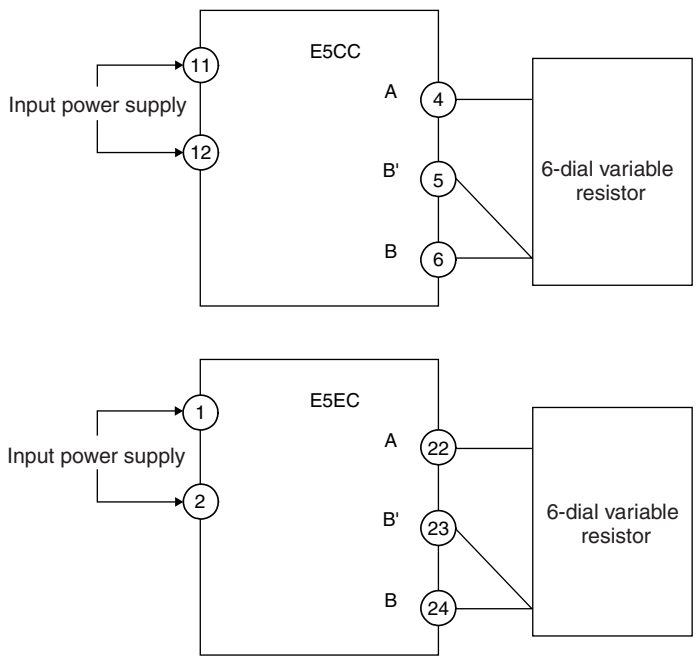 E5CC
11
Input power supply
12
A
4
B'
5
B
6
6-dial variable
resistor
E5EC
1
Input power supply
2
A
22
B'
23
B
24
6-dial variable
resistor